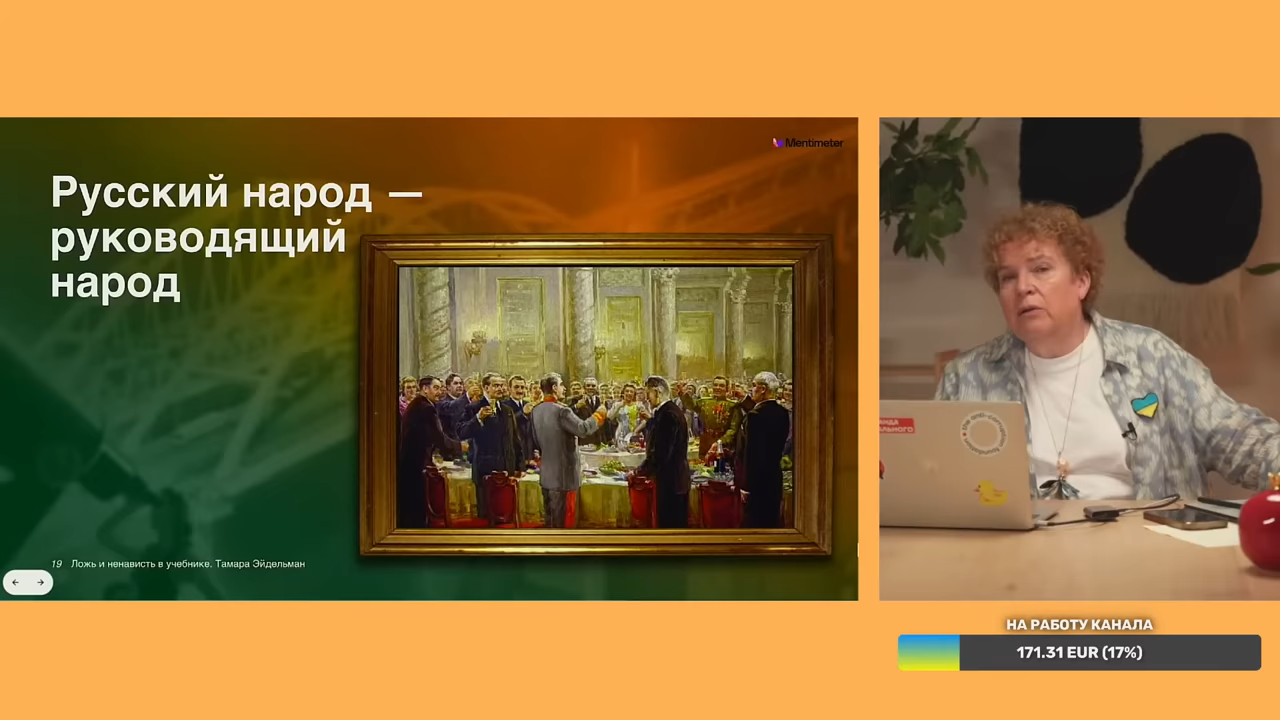 Mentimeter
Русский народ —
руководящий
народ
19 Ложь и ненависть в учебнике. Тамара Эйдельман
НА РАБОТУ КАНАЛА
171.31 EUR (17%)